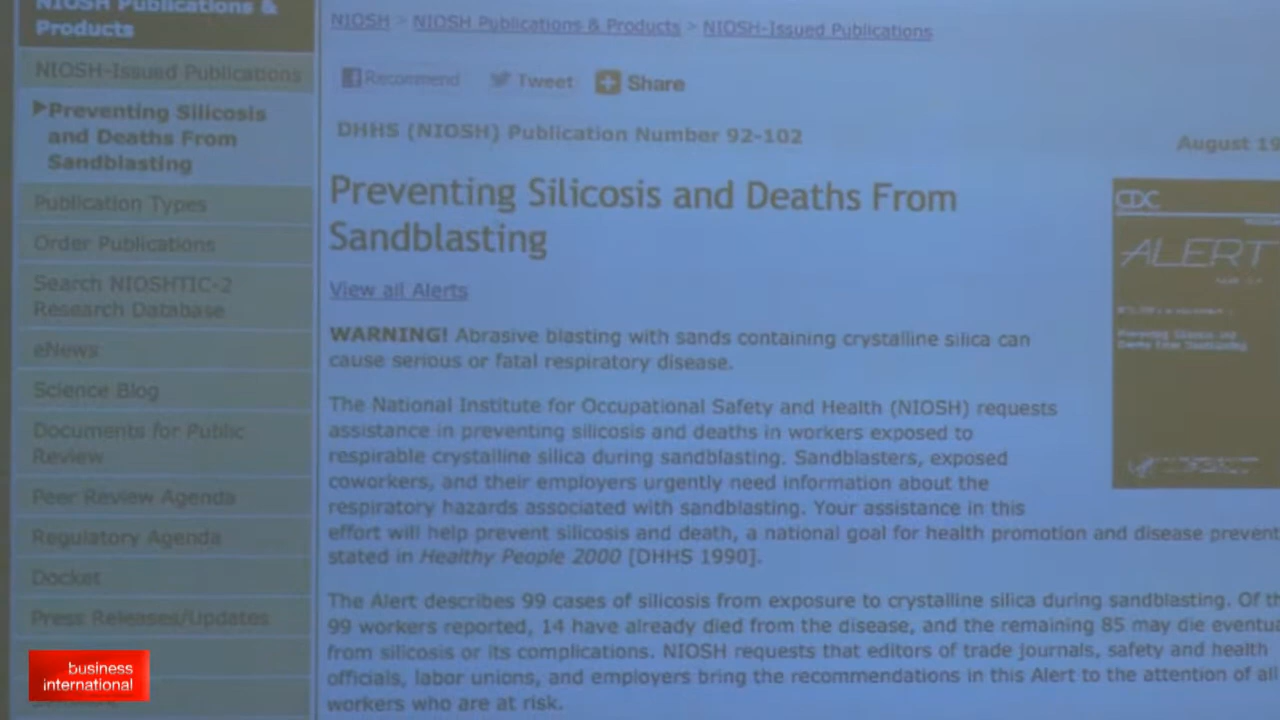 NIOSH Publications &
Products
NIOSH-Issued Publications
Preventing Silicosis
and Deaths From
Sandblasting
Publication Types
Order Publications
Search NIOSHTIC-2
Research Database
eNews
Science Blog
Documents for Public
Review
Peer Review Agenda
Regulatory Agenda
Docket
Press Releases/Updates
NIOSH > NIOSH Publications & Products > NIOSH-Issued Publications
Recommend Tweet Share
DHHS (NIOSH) Publication Number 92-102
August 19
Preventing Silicosis and Deaths From
Sandblasting
View all Alerts
WARNING! Abrasive blasting with sands containing crystalline silica can
cause serious or fatal respiratory disease.
The National Institute for Occupational Safety and Health (NIOSH) requests
assistance in preventing silicosis and deaths in workers exposed to
respirable crystalline silica during sandblasting. Sandblasters, exposed
coworkers, and their employers urgently need information about the
respiratory hazards associated with sandblasting. Your assistance in this
effort will help prevent silicosis and death, a national goal for health promotion and disease prevent
stated in Healthy People 2000 [DHHS 1990].
The Alert describes 99 cases of silicosis from exposure to crystalline silica during sandblasting. Of th
99 workers reported, 14 have already died from the disease, and the remaining 85 may die eventua
from silicosis or its complications. NIOSH requests that editors of trade journals, safety and health
officials, labor unions, and employers bring the recommendations in this Alert to the attention of all
workers who are at risk.
CDC
ALERT
Preventing Silicosis and
Deaths From Sandblasting
business
international